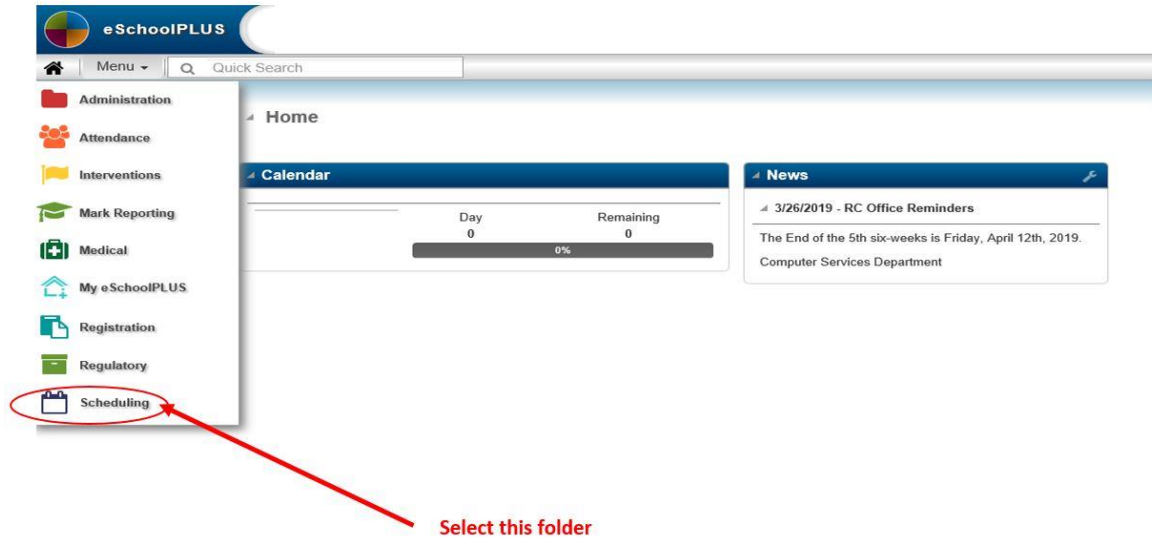 eSchoolPLUS
Menu
Quick Search
Administration
Attendance
Interventions
Mark Reporting
Medical
My eSchoolPLUS
Registration
Regulatory
Scheduling
Home
Calendar
Day Remaining
0 0
0%
News
3/26/2019 - RC Office Reminders
The End of the 5th six-weeks is Friday, April 12th, 2019.
Computer Services Department
Select this folder